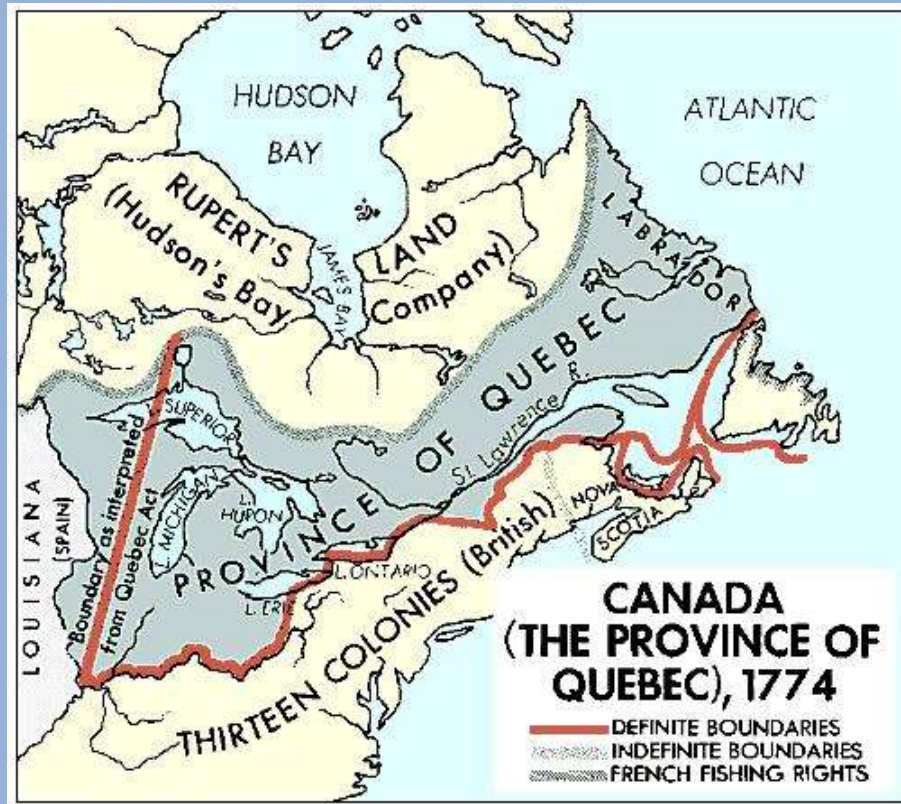 HUDSON
BAY
ATLANTIC
OCEAN
RUPERT'S
(Hudson's Bay
LAND
Company)
JAMES BAY
LABRADOR
PROVINCE OF QUEBEC
St. Lawrence R.
SUPERIOR
L. MICHIGAN
L.
HURON
L. ONTARIO
L. ERIE
LOUISIANA
(SPAIN)
Boundary as interpreted
from Quebec Act
NOVA
SCOTIA
THIRTEEN COLONIES (British)
CANADA
(THE PROVINCE OF
QUEBEC), 1774
DEFINITE BOUNDARIES
INDEFINITE BOUNDARIES
FRENCH FISHING RIGHTS